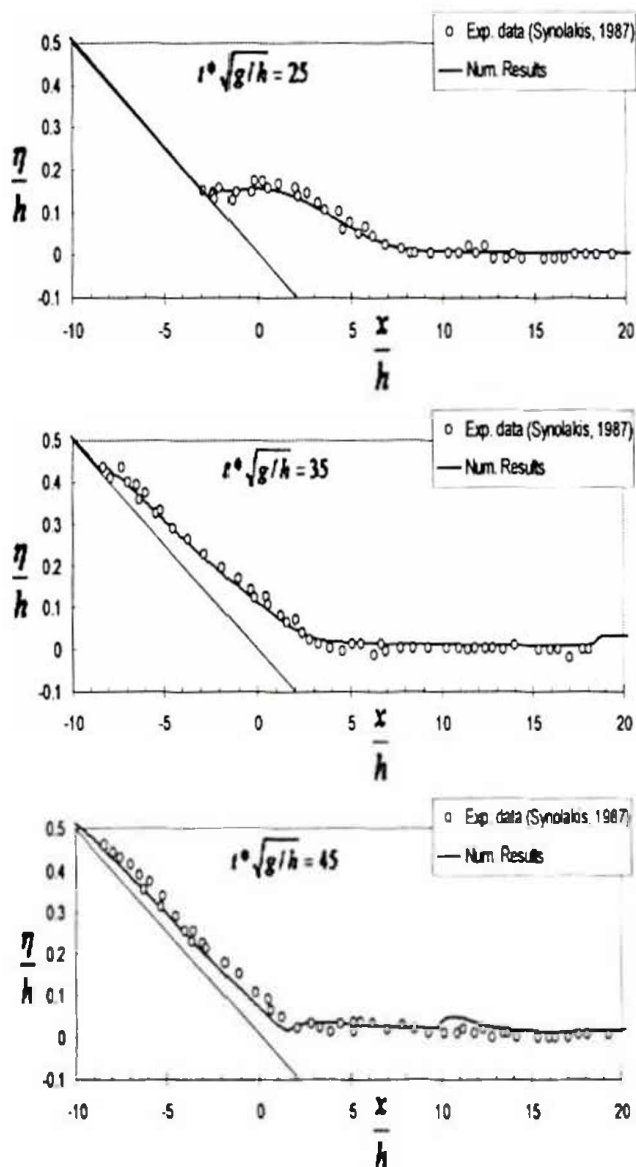 0.5
Exp. data (Synolakis, 1987)
Num. Results
t*√g/h = 25
0.4
0.3
η/h
0.2
0.1
0
-0.1
-10 -5 0 5 10 15 20
x/h
Exp. data (Synolakis, 1987)
Num. Results
0.5
t*√g/h = 35
0.4
0.3
η/h
0.2
0.1
0
-0.1
-10 -5 0 5 10 15 20
x/h
Exp. data (Synolakis, 1987)
Num. Results
0.5
t*√g/h = 45
0.4
0.3
η/h
0.2
0.1
0
-0.1
-10 -5 0 5 10 15 20
x/h